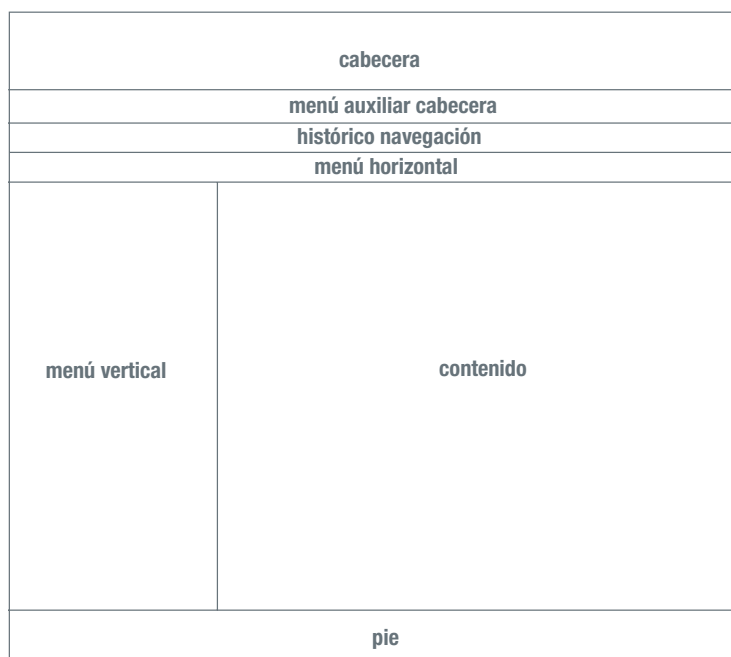 cabecera
menú auxiliar cabecera
histórico navegación
menú horizontal
menú vertical
contenido
pie